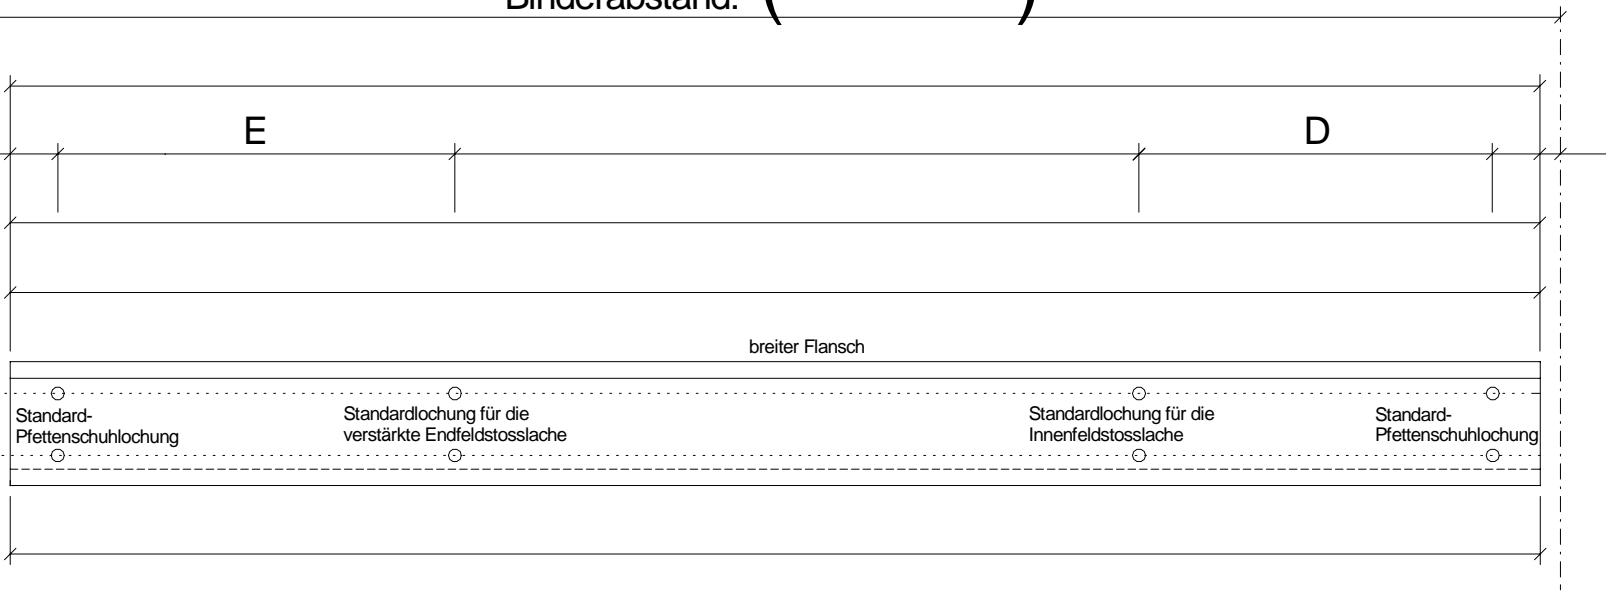 Binderabstand: ( )
E
D
breiter Flansch
Standard-
Pfettenschuhlochung
Standardlochung für die
verstärkte Endfeldstosslache
Standardlochung für die
Innenfeldstosslache
Standard-
Pfettenschuhlochung